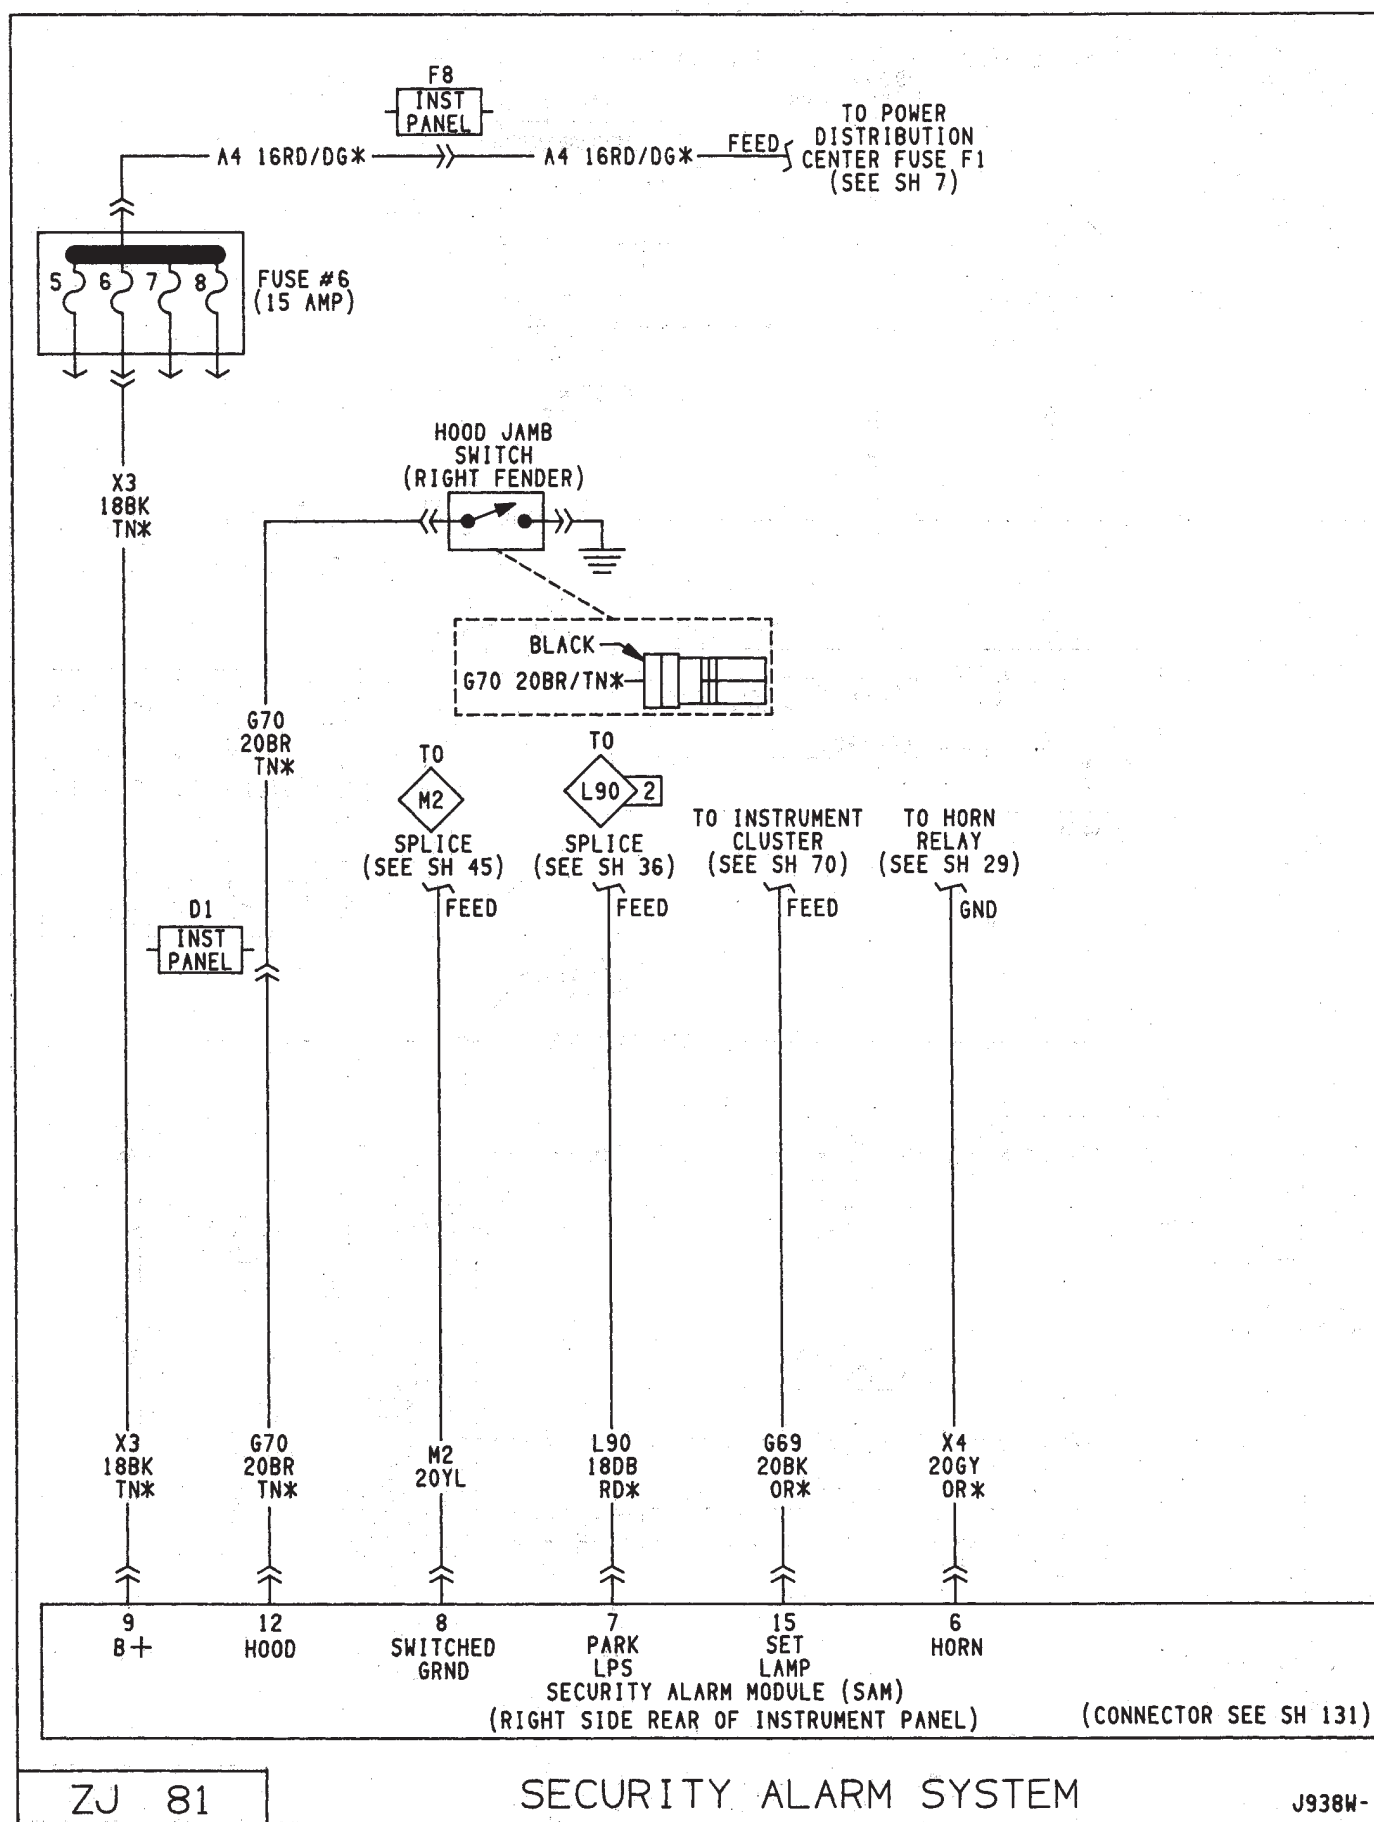 F8
INST
PANEL
A4 16RD/DG*
A4 16RD/DG*
FEED
TO POWER
DISTRIBUTION
CENTER FUSE F1
(SEE SH 7)
5 6 7 8
FUSE #6
(15 AMP)
HOOD JAMB
SWITCH
(RIGHT FENDER)
X3
18BK
TN*
BLACK
G70 20BR/TN*
G70
20BR
TN*
TO
M2
SPLICE
(SEE SH 45)
FEED
TO
L90 2
SPLICE
(SEE SH 36)
FEED
TO INSTRUMENT
CLUSTER
(SEE SH 70)
FEED
TO HORN
RELAY
(SEE SH 29)
GND
D1
INST
PANEL
X3
18BK
TN*
G70
20BR
TN*
M2
20YL
L90
18DB
RD*
G69
20BK
OR*
X4
20GY
OR*
9
B+
12
HOOD
8
SWITCHED
GRND
7
PARK
LPS
15
SET
LAMP
6
HORN
SECURITY ALARM MODULE (SAM)
(RIGHT SIDE REAR OF INSTRUMENT PANEL)
(CONNECTOR SEE SH 131)
ZJ 81
SECURITY ALARM SYSTEM
J938W-